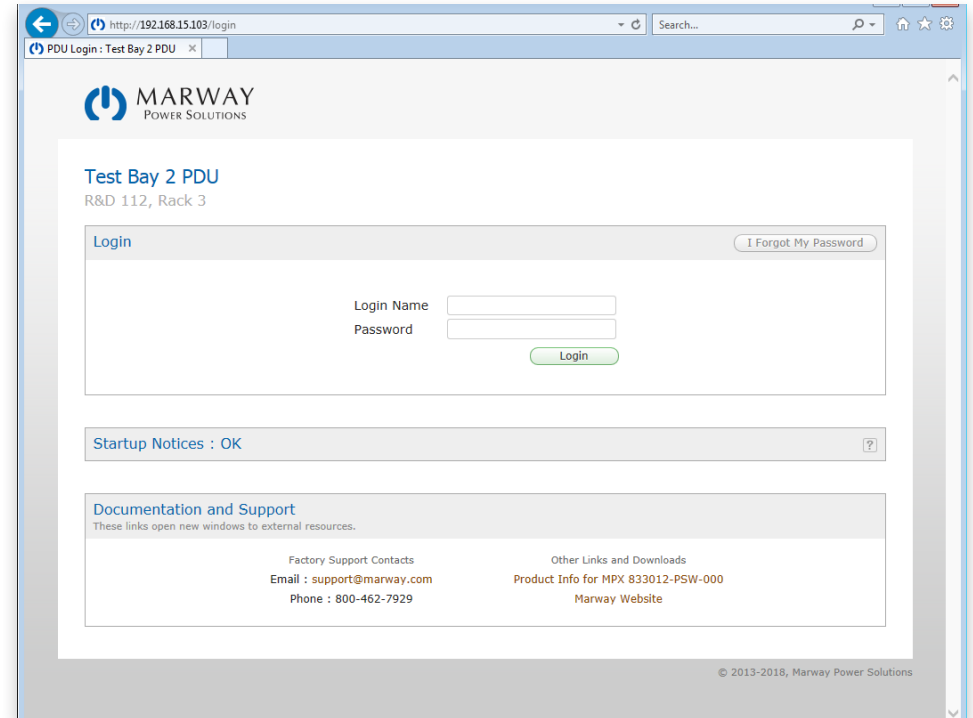 http://192.168.15.103/login
Search...
PDU Login : Test Bay 2 PDU
MARWAY
POWER SOLUTIONS
Test Bay 2 PDU
R&D 112, Rack 3
Login
I Forgot My Password
Login Name
Password
Login
Startup Notices : OK
?
Documentation and Support
These links open new windows to external resources.
Factory Support Contacts
Email : support@marway.com
Phone : 800-462-7929
Other Links and Downloads
Product Info for MPX 833012-PSW-000
Marway Website
© 2013-2018, Marway Power Solutions